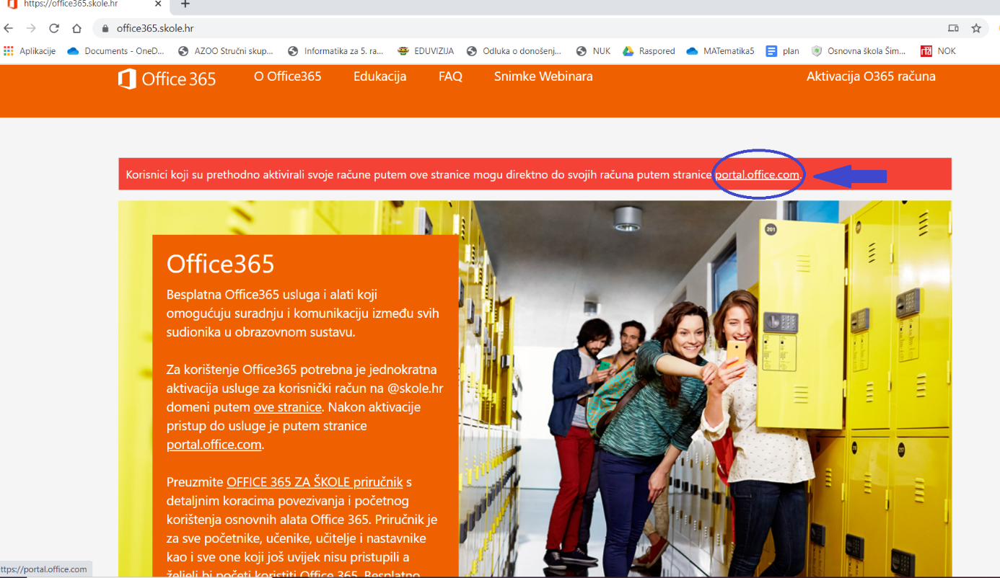 https://office365.skole.hr
office365.skole.hr
Aplikacije Documents - OneD... AZOO Stručni skup... Informatika za 5. ra... EDUVIZIJA Odluka o donošenj... NUK Raspored MATematika5 plan Osnovna škola Šim... NOK
Office 365 O Office365 Edukacija FAQ Snimke Webinara Aktivacija O365 računa
Korisnici koji su prethodno aktivirali svoje račune putem ove stranice mogu direktno do svojih računa putem stranice portal.office.com.
Office365
Besplatna Office365 usluga i alati koji
omogućuju suradnju i komunikaciju između svih
sudionika u obrazovnom sustavu.
Za korištenje Office365 potrebna je jednokratna
aktivacija usluge za korisnički račun na @skole.hr
domeni putem ove stranice. Nakon aktivacije
pristup do usluge je putem stranice
portal.office.com.
Preuzmite OFFICE 365 ZA ŠKOLE priručnik s
detaljnim koracima povezivanja i početnog
korištenja osnovnih alata Office 365. Priručnik je
za sve početnike, učenike, učitelje i nastavnike
kao i sve one koji još uvijek nisu pristupili a
željeli bi početi koristiti Office 365. Besplatno
ttps://portal.office.com
201
217